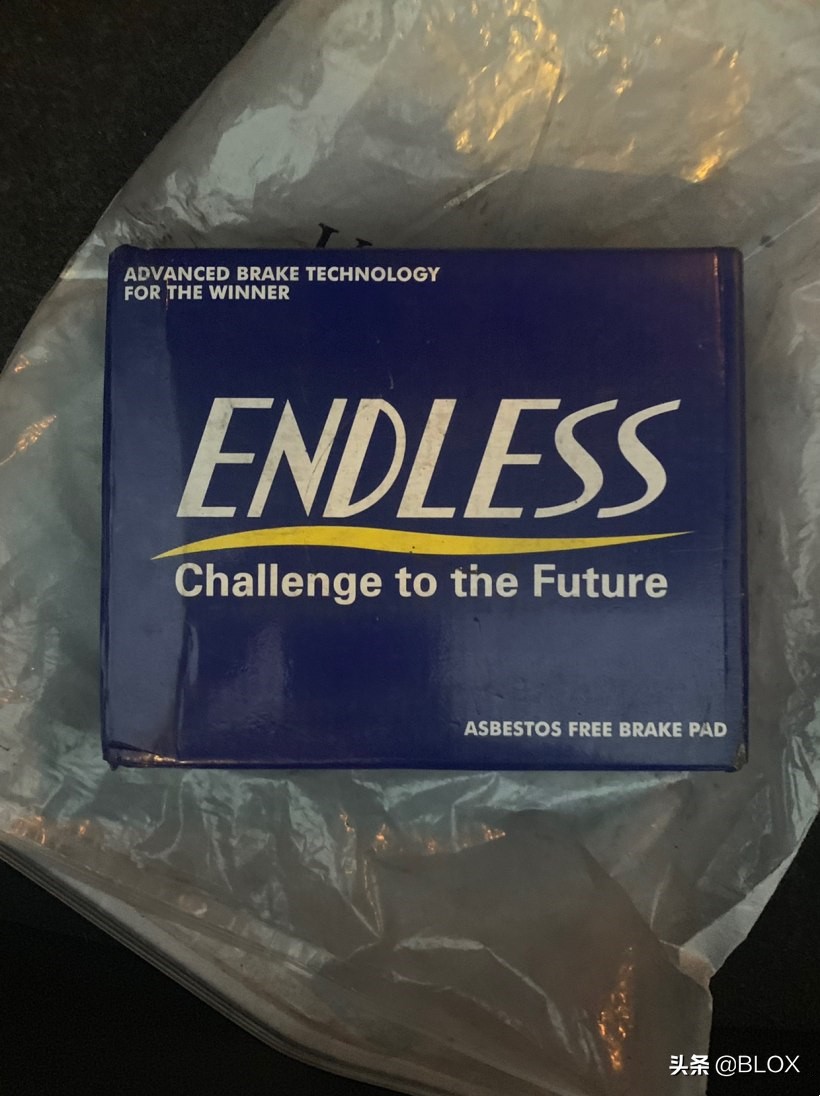 ADVANCED BRAKE TECHNOLOGY
FOR THE WINNER
ENDLESS
Challenge to the Future
ASBESTOS FREE BRAKE PAD
头条 @BLOX